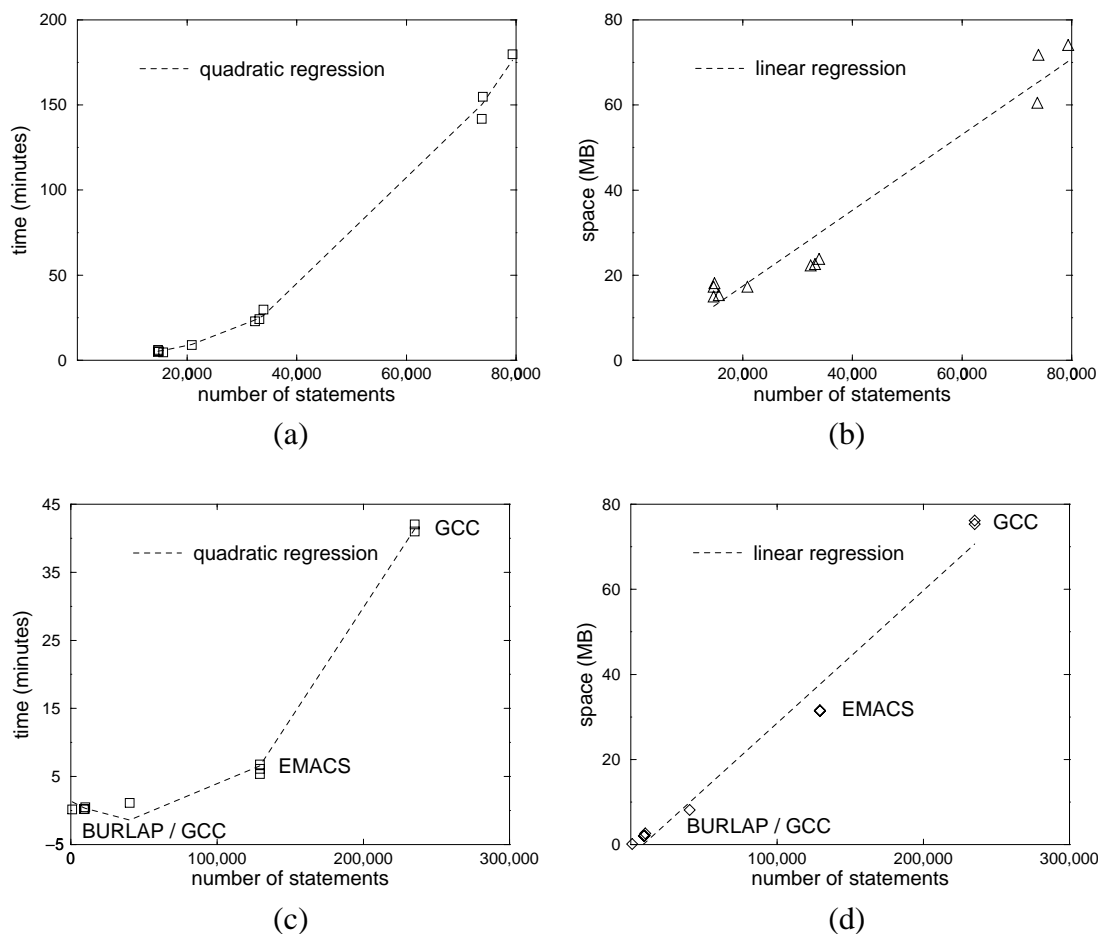 200
150
100
50
0
time (minutes)
quadratic regression
20,000
40,000
60,000
80,000
number of statements
(a)
80
60
40
20
0
space (MB)
linear regression
20,000
40,000
60,000
80,000
number of statements
(b)
45
35
25
15
5
–5
time (minutes)
quadratic regression
GCC
EMACS
BURLAP / GCC
0
100,000
200,000
300,000
number of statements
(c)
80
60
40
20
0
space (MB)
linear regression
GCC
EMACS
BURLAP / GCC
100,000
200,000
300,000
number of statements
(d)